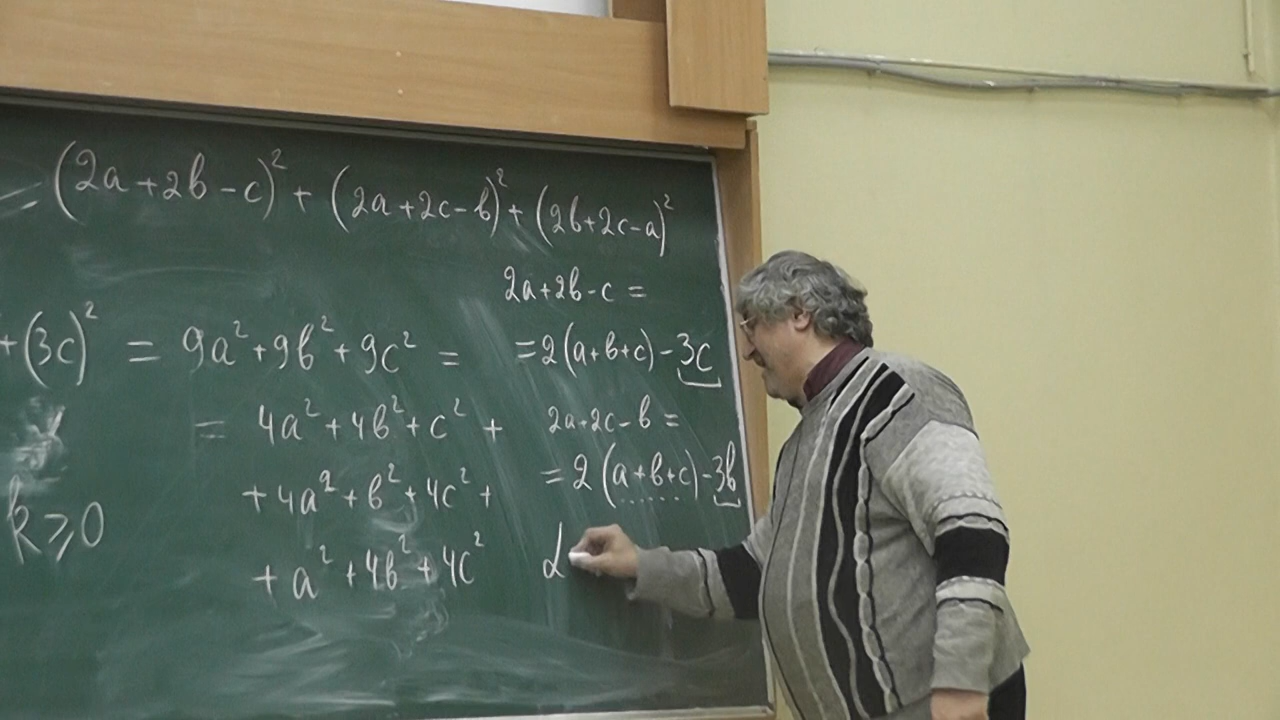 = (2a+2b-c)² + (2a+2c-b)² + (2b+2c-a)²
2a+2b-c =
=2(a+b+c)-3c
+(3c)² = 9a²+9b²+9c² =
2a+2c-b =
=2(a+b+c)-3b
= 4a²+4b²+c² +
+4a²+b²+4c²+
+a²+4b²+4c²
k⩾0